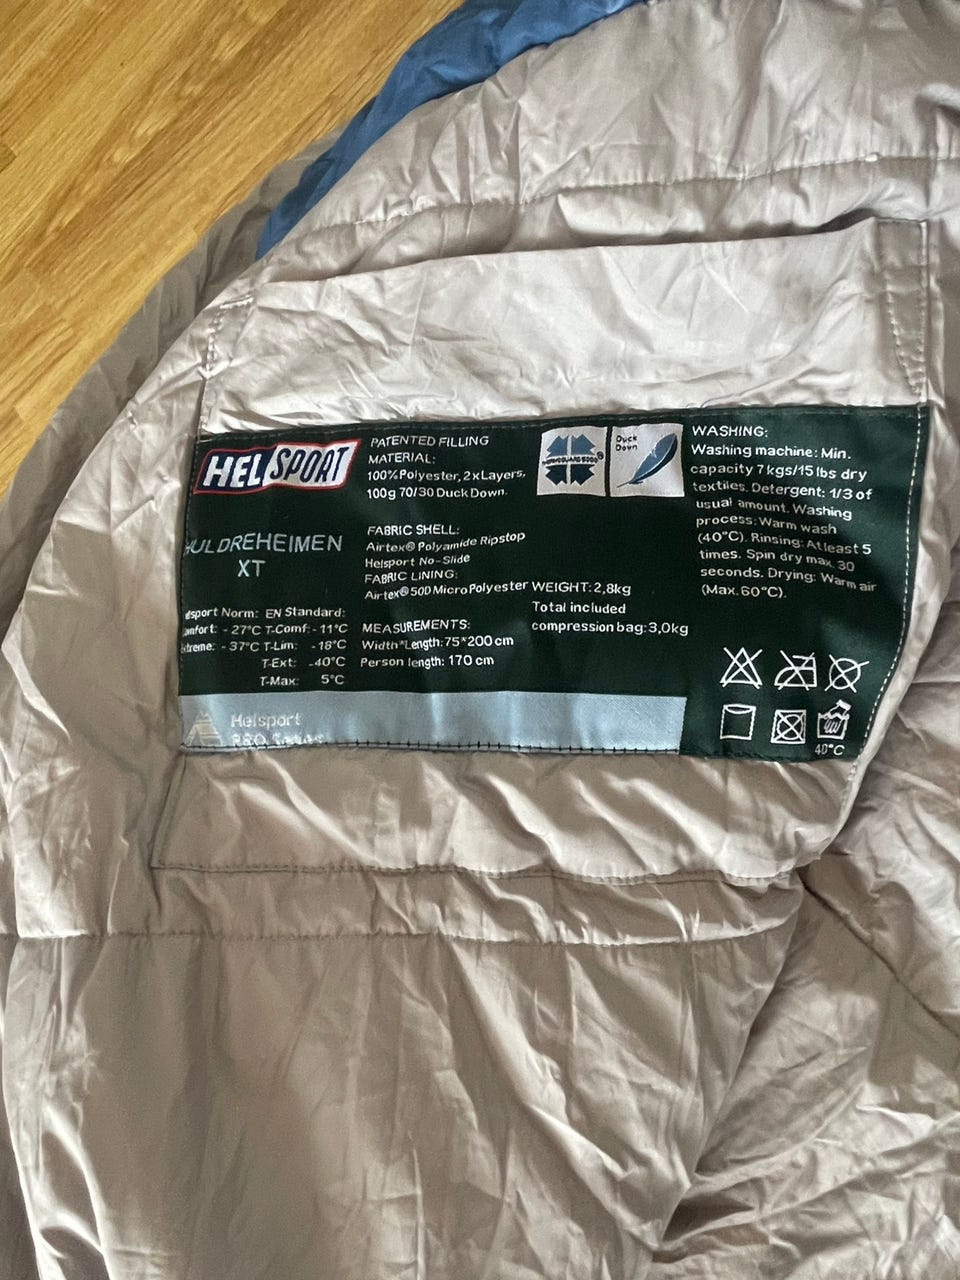 HELSPORT
HULDREHEIMEN
XT
PATENTED FILLING
MATERIAL:
100% Polyester, 2xLayers,
100g 70/30 Duck Down.
FABRIC SHELL:
Airtex® Polyamide Ripstop
Helsport No-Slide
FABRIC LINING:
Airtex® 50D Micro Polyester
MEASUREMENTS:
Width*Length: 75*200 cm
Person length: 170 cm
Norm: EN Standard:
- 27°C T-Comf: - 11°C
- 37°C T-Lim: -18°C
T-Ext: -40°C
T-Max: 5°C
Duck
Down
WEIGHT: 2,8kg
Total included
compression bag: 3,0kg
WASHING:
Washing machine: Min.
capacity 7 kgs/15 lbs dry
textiles. Detergent: 1/3 of
usual amount. Washing
process: Warm wash
(40°C). Rinsing: At least 5
times. Spin dry max. 30
seconds. Drying: Warm air
(Max. 60°C).
40°C
Helsport